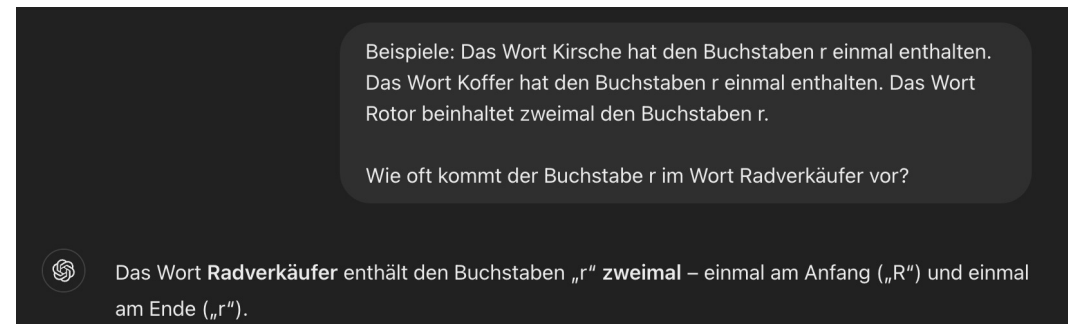 Beispiele: Das Wort Kirsche hat den Buchstaben r einmal enthalten.
Das Wort Koffer hat den Buchstaben r einmal enthalten. Das Wort
Rotor beinhaltet zweimal den Buchstaben r.
Wie oft kommt der Buchstabe r im Wort Radverkäufer vor?
Das Wort Radverkäufer enthält den Buchstaben „r“ zweimal – einmal am Anfang („R“) und einmal
am Ende („r“).